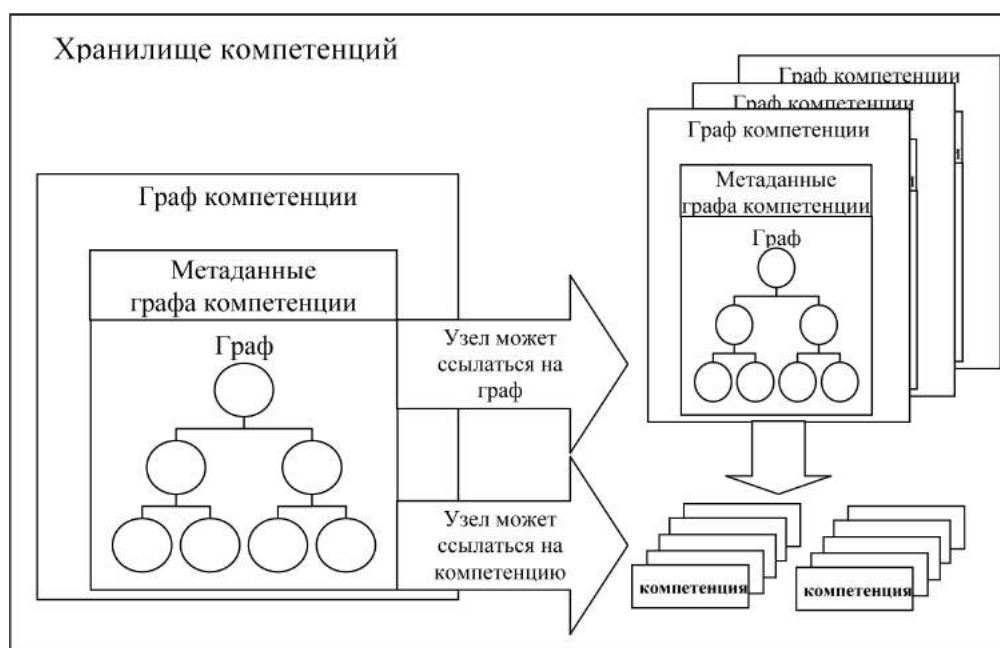 Хранилище компетенций
Граф компетенции
Метаданные
графа компетенции
Граф
Узел может
ссылаться на
граф
Узел может
ссылаться на
компетенцию
Граф компетенции
Граф компетенции
Граф компетенции
Метаданные
графа компетенции
Граф
компетенция
компетенция